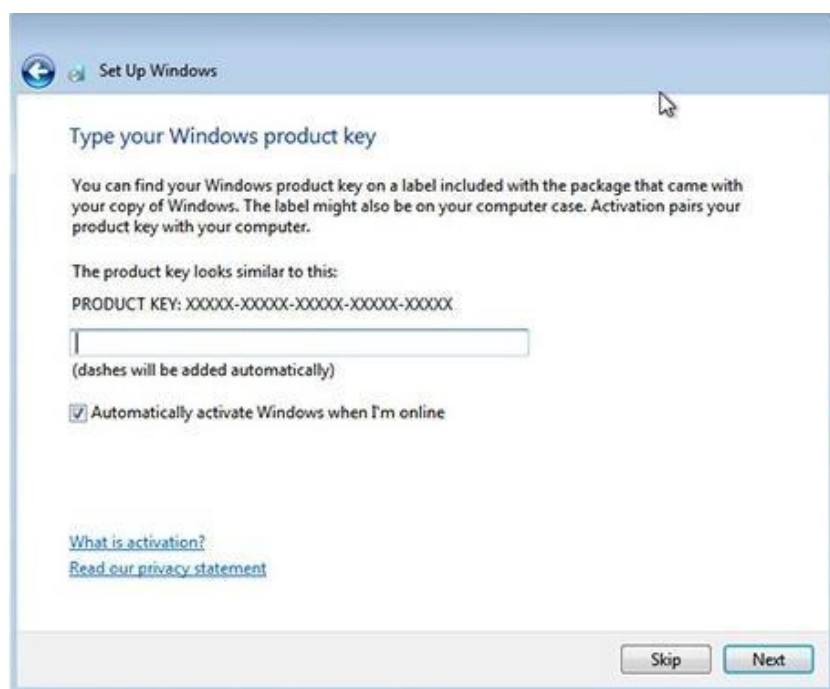 Set Up Windows
Type your Windows product key
You can find your Windows product key on a label included with the package that came with
your copy of Windows. The label might also be on your computer case. Activation pairs your
product key with your computer.
The product key looks similar to this:
PRODUCT KEY: XXXXX-XXXXX-XXXXX-XXXXX-XXXXX
(dashes will be added automatically)
Automatically activate Windows when I'm online
What is activation?
Read our privacy statement
Skip Next